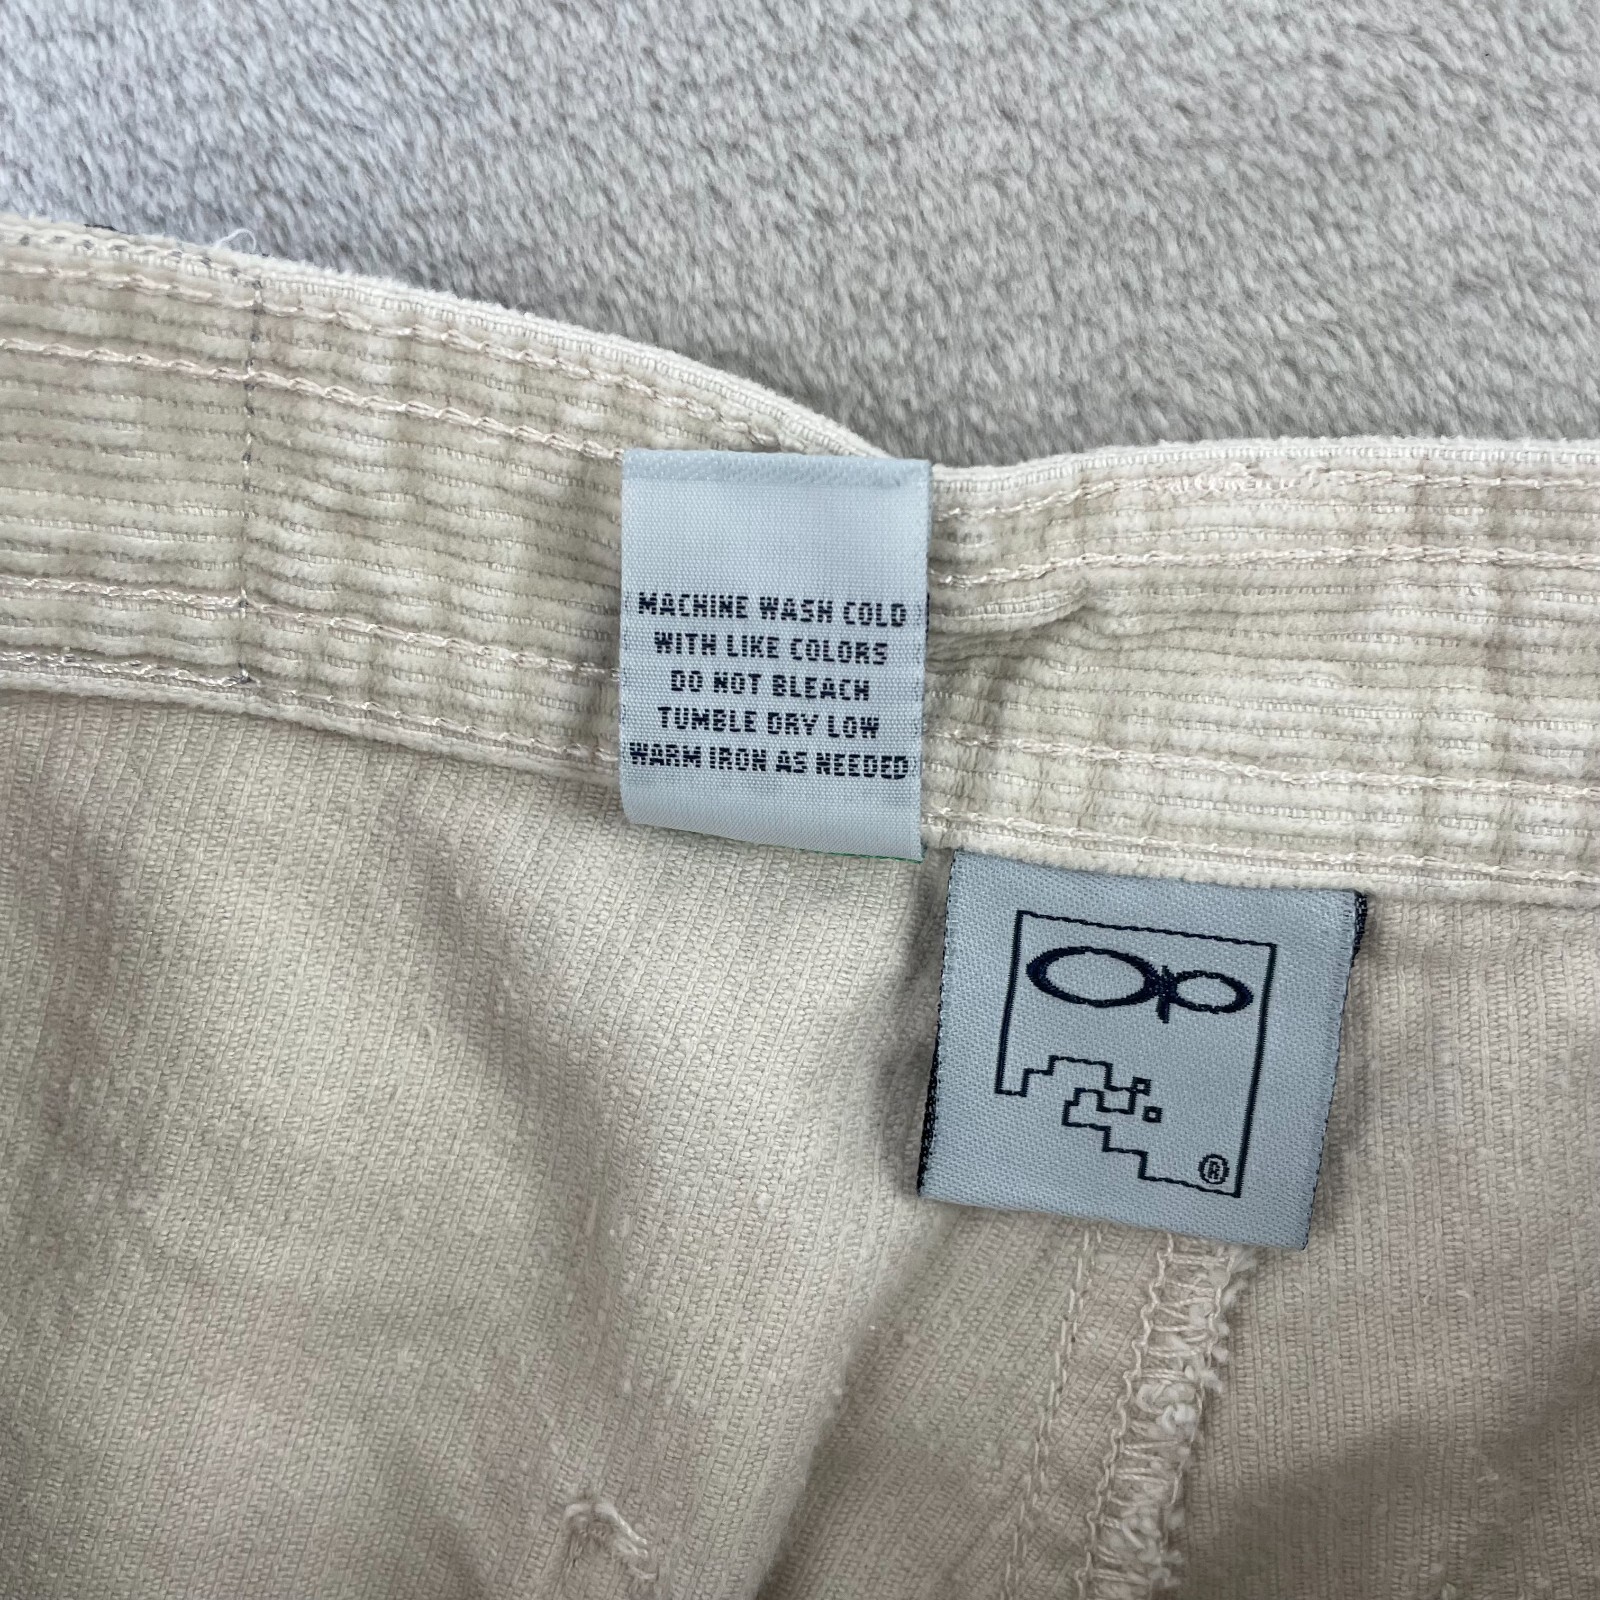 MACHINE WASH COLD
WITH LIKE COLORS
DO NOT BLEACH
TUMBLE DRY LOW
WARM IRON AS NEEDED
Op
®